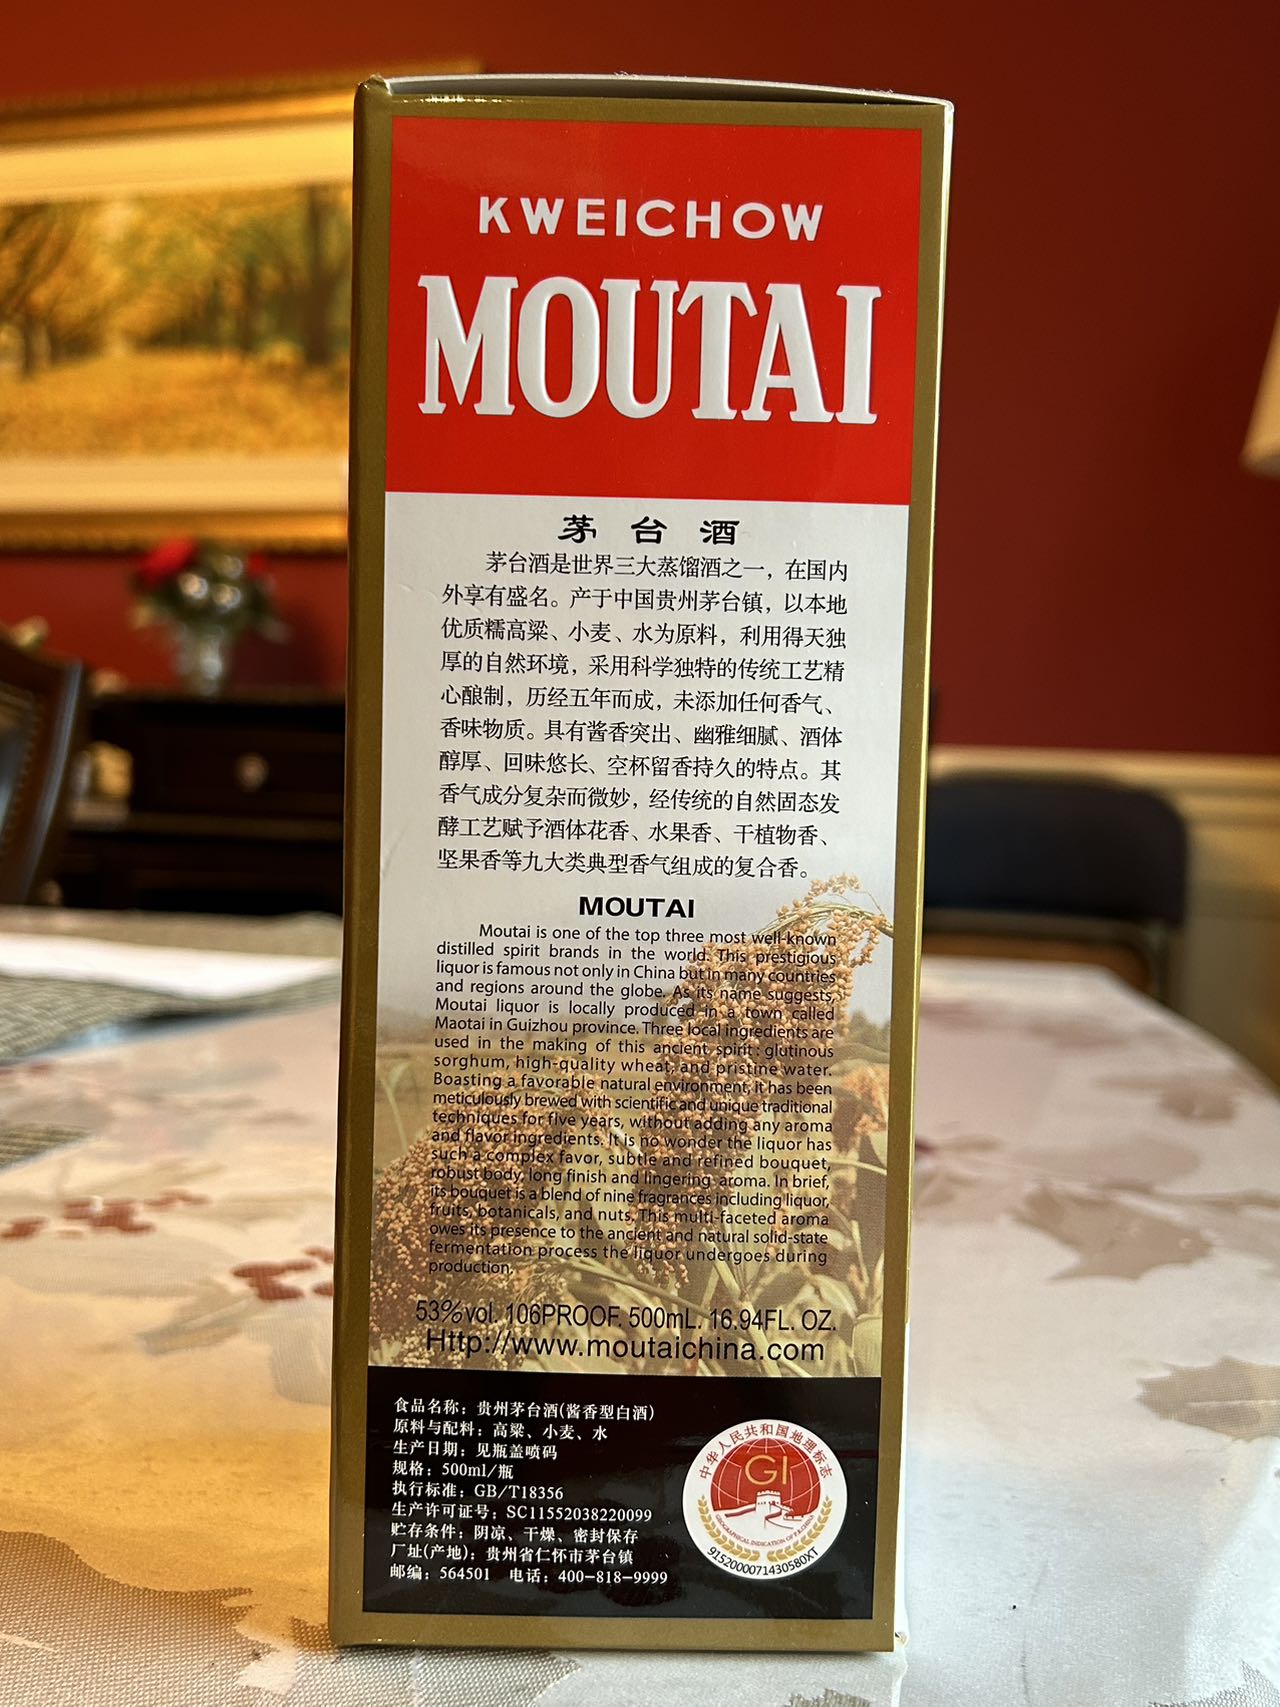 KWEICHOW
MOUTAI
茅台酒
茅台酒是世界三大蒸馏酒之一，在国内
外享有盛名。产于中国贵州茅台镇，以本地
优质糯高粱、小麦、水为原料，利用得天独
厚的自然环境，采用科学独特的传统工艺精
心酿制，历经五年而成，未添加任何香气、
香味物质。具有酱香突出、幽雅细腻、酒体
醇厚、回味悠长、空杯留香持久的特点。其
香气成分复杂而微妙，经传统的自然固态发
酵工艺赋予酒体花香、水果香、干植物香、
坚果香等九大类典型香气组成的复合香。
MOUTAI
Moutai is one of the top three most well-known
distilled spirit brands in the world. This prestigious
liquor is famous not only in China but in many countries
and regions around the globe. As its name suggests,
Moutai liquor is locally produced in a town called
Maotai in Guizhou province. Three local ingredients are
used in the making of this ancient spirit : glutinous
sorghum, high-quality wheat, and pristine water.
Boasting a favorable natural environment, it has been
meticulously brewed with scientific and unique traditional
techniques for five years, without adding any aroma
and flavor ingredients. It is no wonder the liquor has
such a complex favor, subtle and refined bouquet,
robust body, long finish and lingering aroma. In brief,
its bouquet is a blend of nine fragrances including liquor,
fruits, botanicals, and nuts. This multi-faceted aroma
owes its presence to the ancient and natural solid-state
fermentation process the liquor undergoes during
production.
53%vol. 106PROOF. 500mL. 16.94FL. OZ.
Http://www.moutaichina.com
食品名称：贵州茅台酒(酱香型白酒)
原料与配料：高粱、小麦、水
生产日期：见瓶盖喷码
规格：500ml/瓶
执行标准：GB/T18356
生产许可证号：SC11552038220099
贮存条件：阴凉、干燥、密封保存
厂址(产地)：贵州省仁怀市茅台镇
邮编：564501 电话：400-818-9999
中华人民共和国地理标志
GI
GEOGRAPHICAL INDICATION OF P.R.CHINA
9152000071430580XT